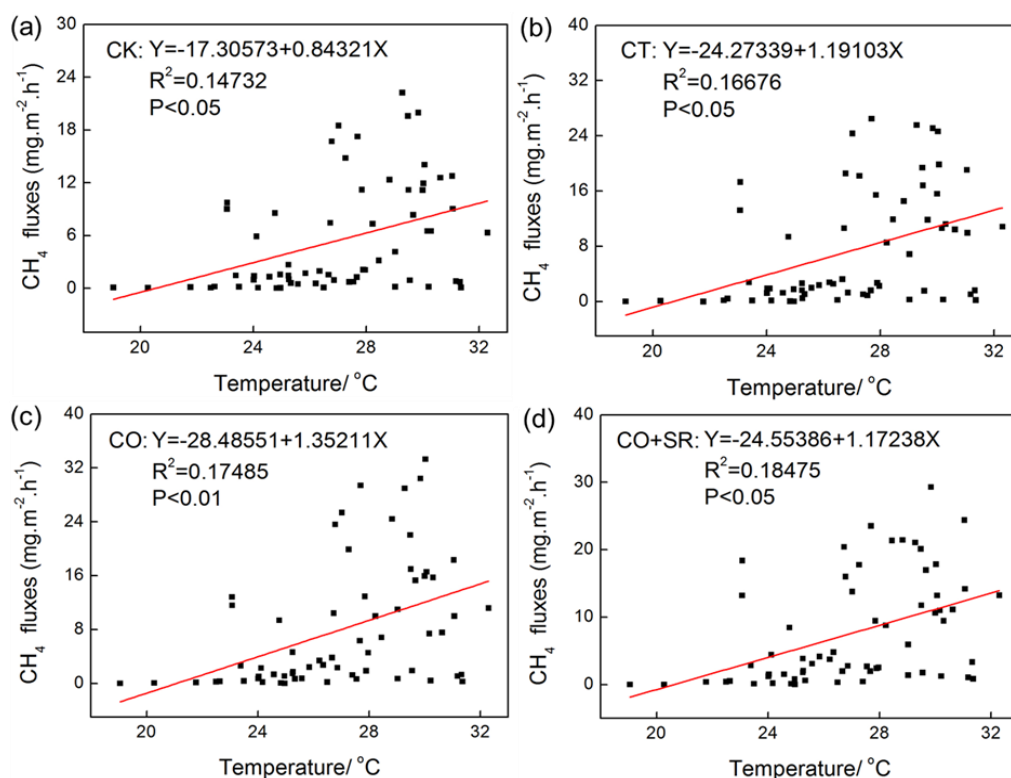 (a)
CK: Y=-17.30573+0.84321X
R²=0.14732
P<0.05
CH₄ fluxes (mg.m⁻².h⁻¹)
30
24
18
12
6
0
20 24 28 32
Temperature/ °C
(b)
CT: Y=-24.27339+1.19103X
R²=0.16676
P<0.05
CH₄ fluxes (mg.m⁻².h⁻¹)
40
32
24
16
8
0
20 24 28 32
Temperature/ °C
(c)
CO: Y=-28.48551+1.35211X
R²=0.17485
P<0.01
CH₄ fluxes (mg.m⁻².h⁻¹)
40
32
24
16
8
0
20 24 28 32
Temperature/ °C
(d)
CO+SR: Y=-24.55386+1.17238X
R²=0.18475
P<0.05
CH₄ fluxes (mg.m⁻².h⁻¹)
40
30
20
10
0
20 24 28 32
Temperature/ °C